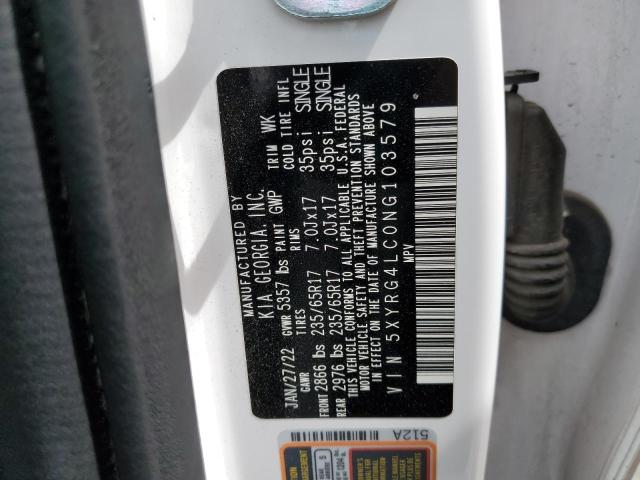 MANUFACTURED BY
KIA GEORGIA, INC.
JAN/27/22 GVWR 5357 lbs PAINT GWP TRIM WK
GAWR TIRES RIMS COLD TIRE INFL
FRONT 2866 lbs 235/65R17 7.0Jx17 35psi SINGLE
REAR 2976 lbs 235/65R17 7.0Jx17 35psi SINGLE
THIS VEHICLE CONFORMS TO ALL APPLICABLE U.S.A. FEDERAL
MOTOR VEHICLE SAFETY AND THEFT PREVENTION STANDARDS
IN EFFECT ON THE DATE OF MANUFACTURE SHOWN ABOVE
VIN 5XYRG4LC0NG103579
MPV
512A